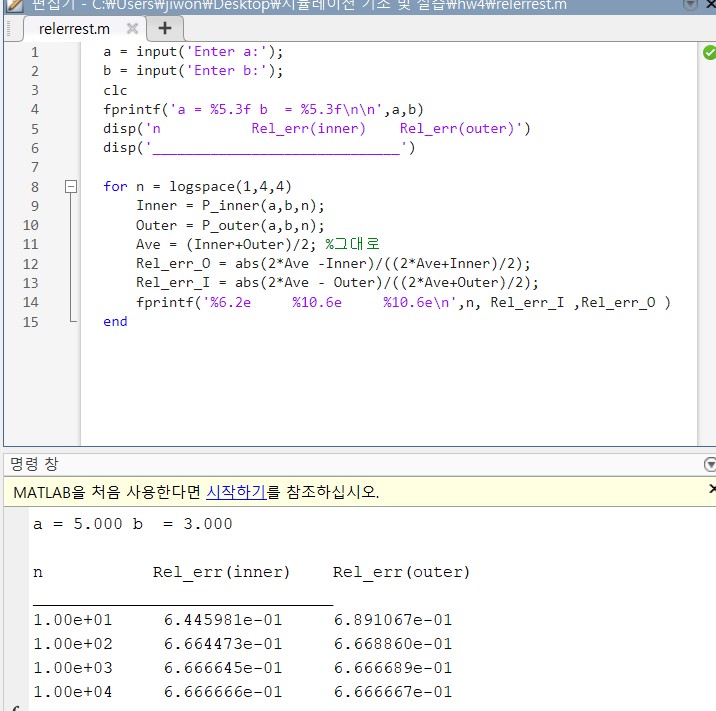 편집기 - C:₩Users₩jiwon₩Desktop₩시뮬레이션 기초 및 실습₩hw4₩relerrest.m
relerrest.m
1 a = input('Enter a:');
2 b = input('Enter b:');
3 clc
4 fprintf('a = %5.3f b  = %5.3f\n\n',a,b)
5 disp('n           Rel_err(inner)    Rel_err(outer)')
6 disp('______________________________')
7
8 for n = logspace(1,4,4)
9 Inner = P_inner(a,b,n);
10 Outer = P_outer(a,b,n);
11 Ave = (Inner+Outer)/2; %그대로
12 Rel_err_O = abs(2*Ave -Inner)/((2*Ave+Inner)/2);
13 Rel_err_I = abs(2*Ave - Outer)/((2*Ave+Outer)/2);
14 fprintf('%6.2e     %10.6e     %10.6e\n',n, Rel_err_I ,Rel_err_O )
15 end
명령 창
MATLAB을 처음 사용한다면 시작하기를 참조하십시오.
a = 5.000 b  = 3.000
n           Rel_err(inner)    Rel_err(outer)
______________________________
1.00e+01     6.445981e-01     6.891067e-01
1.00e+02     6.664473e-01     6.668860e-01
1.00e+03     6.666645e-01     6.666689e-01
1.00e+04     6.666666e-01     6.666667e-01